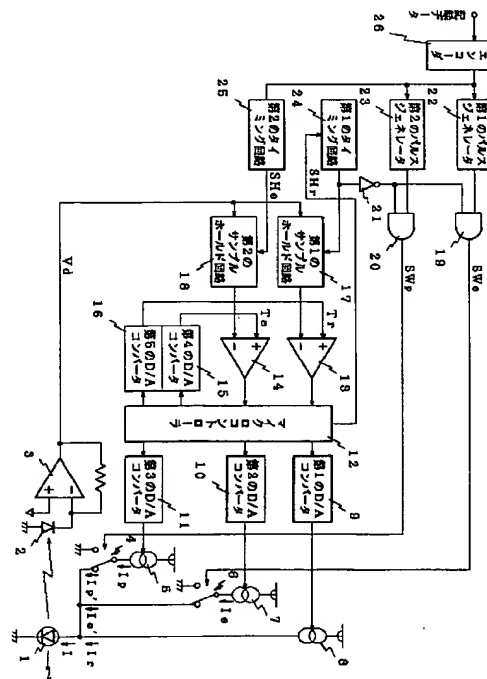 記録データ
エンコーダ
26
第1のパルスジェネレータ
22
第2のパルスジェネレータ
23
第1のタイミング回路
24
第2のタイミング回路
25
SHr
SHe
21
19
20
SWe
SWp
第1のサンプルホールド回路
17
第2のサンプルホールド回路
18
Vd
Tr
Te
13
14
第4のD/Aコンバータ
15
第5のD/Aコンバータ
16
マイクロコントローラ
12
第1のD/Aコンバータ
9
第2のD/Aコンバータ
10
第3のD/Aコンバータ
11
3
2
4
5
6
7
8
Ip
Ie
Ip'
Ie'
Ir
I
1
+
−